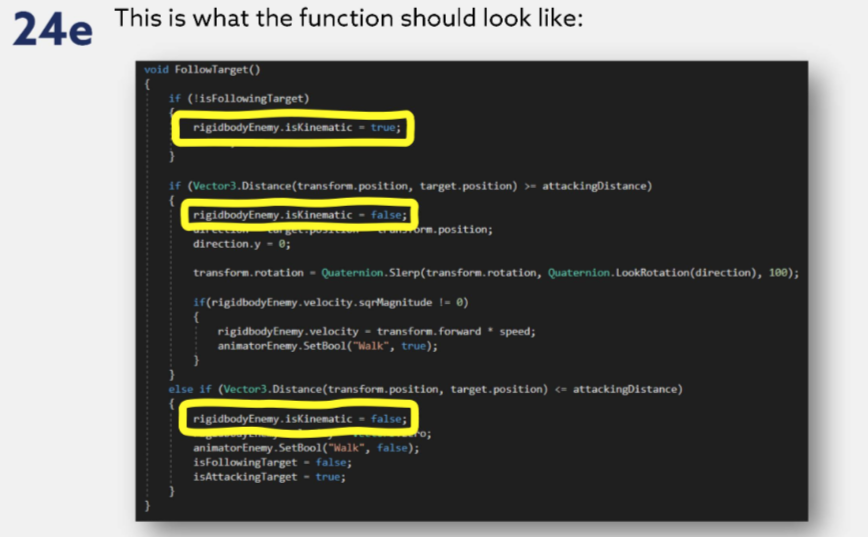 24e This is what the function should look like:
void FollowTarget()
{
if (!isFollowingTarget)
{
rigidbodyEnemy.isKinematic = true;
}
if (Vector3.Distance(transform.position, target.position) >= attackingDistance)
{
rigidbodyEnemy.isKinematic = false;
direction = target.position - transform.position;
direction.y = 0;
transform.rotation = Quaternion.Slerp(transform.rotation, Quaternion.LookRotation(direction), 100);
if(rigidbodyEnemy.velocity.sqrMagnitude != 0)
{
rigidbodyEnemy.velocity = transform.forward * speed;
animatorEnemy.SetBool("Walk", true);
}
}
else if (Vector3.Distance(transform.position, target.position) <= attackingDistance)
{
rigidbodyEnemy.isKinematic = false;
animatorEnemy.SetBool("Walk", false);
isFollowingTarget = false;
isAttackingTarget = true;
}
}